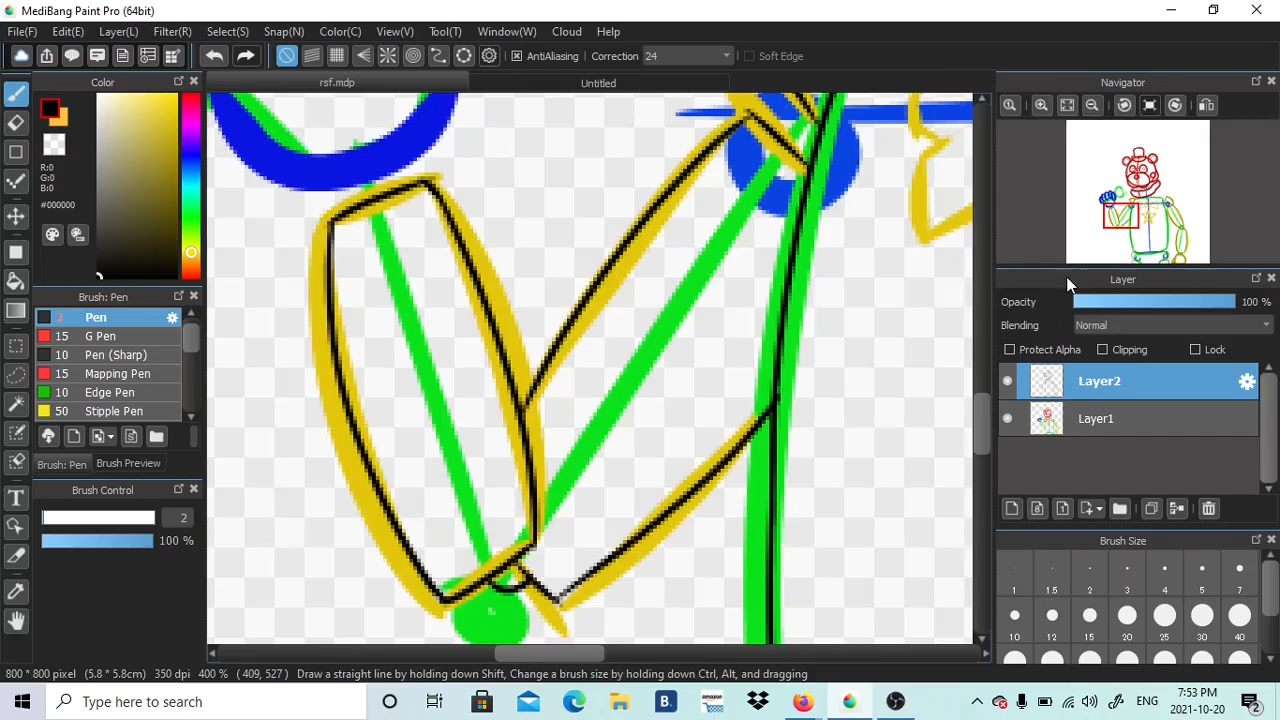 MediBang Paint Pro (64bit)
File(F) Edit(E) Layer(L) Filter(R) Select(S) Snap(N) Color(C) View(V) Tool(T) Window(W) Cloud Help
AntiAliasing Correction 24 Soft Edge
Color
rsf.mdp
Untitled
Navigator
R:0
G:0
B:0
#000000
Brush: Pen
Pen
15 G Pen
10 Pen (Sharp)
15 Mapping Pen
10 Edge Pen
50 Stipple Pen
Brush: Pen Brush Preview
Brush Control
2
100 %
Layer
Opacity 100 %
Blending Normal
Protect Alpha Clipping Lock
Layer2
Layer1
Brush Size
1 1.5 2 3 5 7
10 12 15 20 25 30 40
800 * 800 pixel (5.8 * 5.8cm) 350 dpi 400 % ( 409, 527 ) Draw a straight line by holding down Shift, Change a brush size by holding down Ctrl, Alt, and dragging
Type here to search
7:53 PM
2021-10-20
2